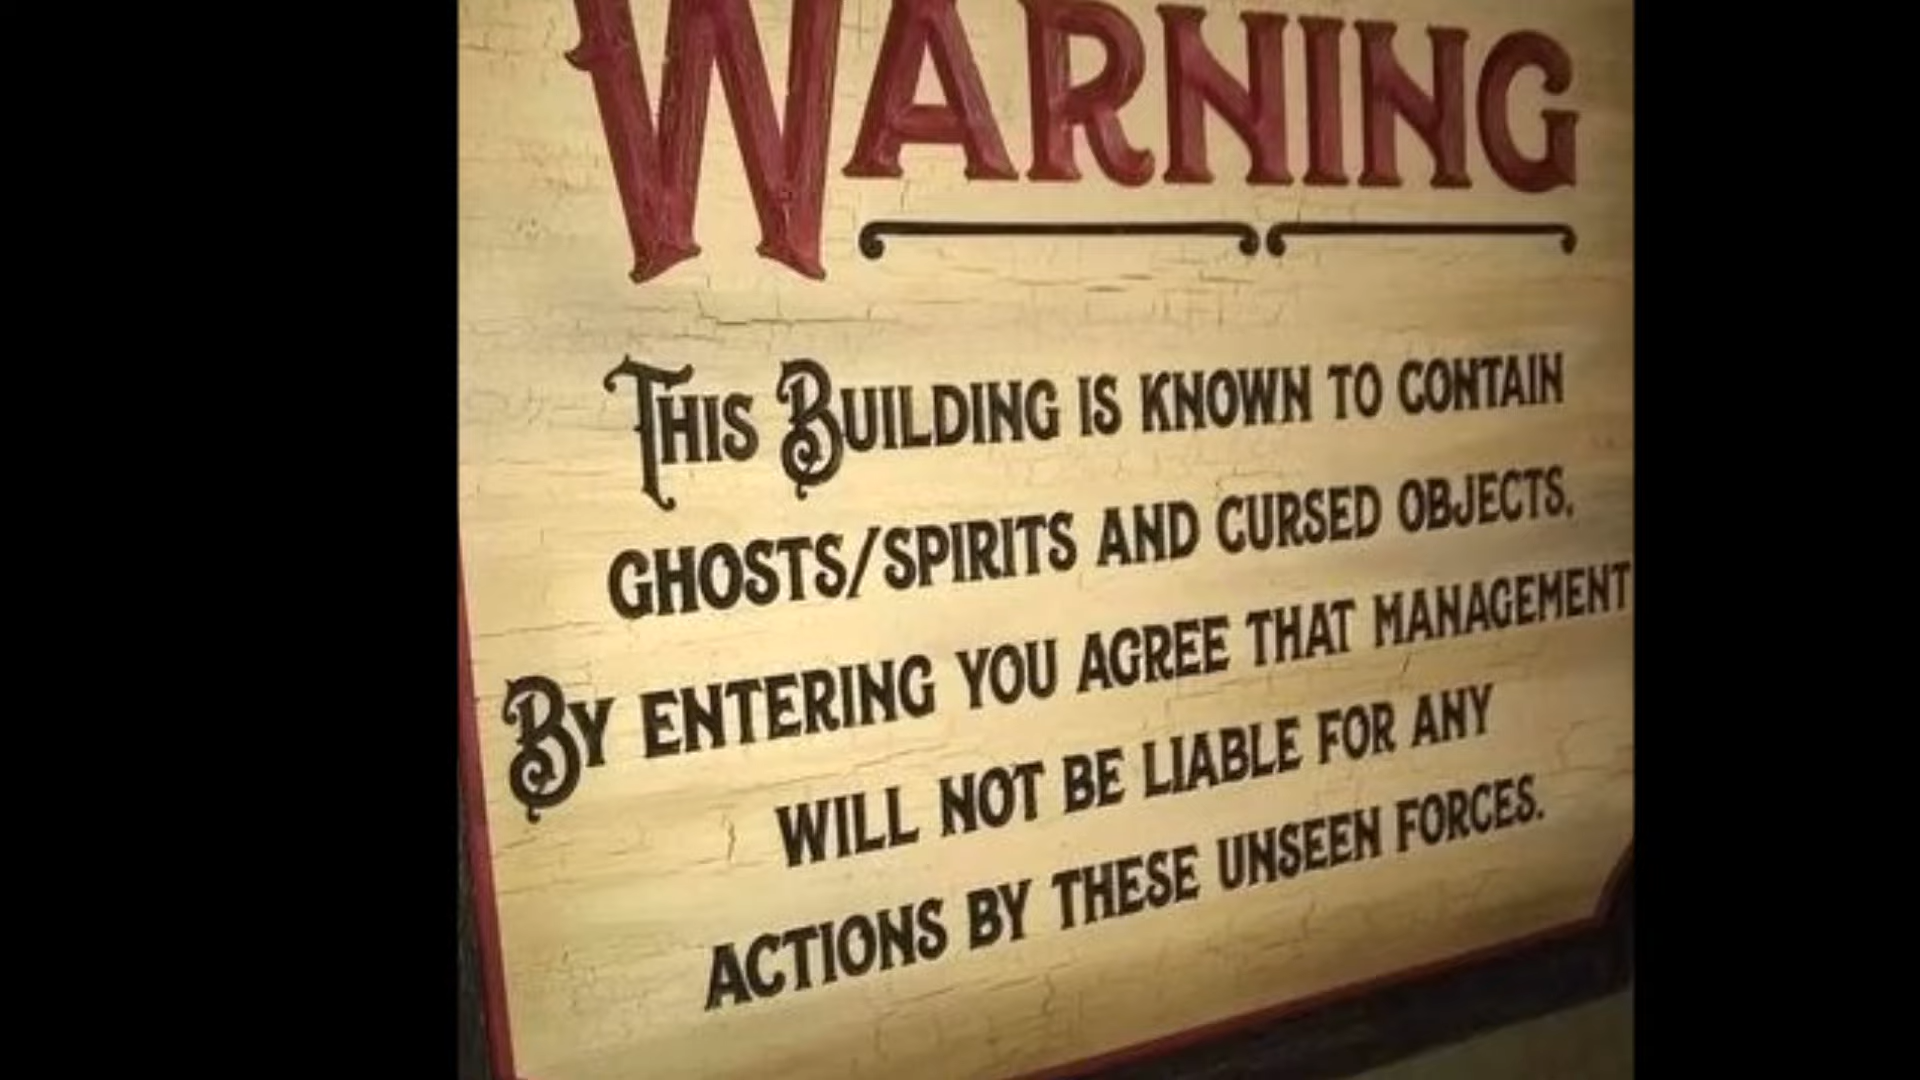 WARNING
THIS BUILDING IS KNOWN TO CONTAIN
GHOSTS/SPIRITS AND CURSED OBJECTS.
BY ENTERING YOU AGREE THAT MANAGEMENT
WILL NOT BE LIABLE FOR ANY
ACTIONS BY THESE UNSEEN FORCES.